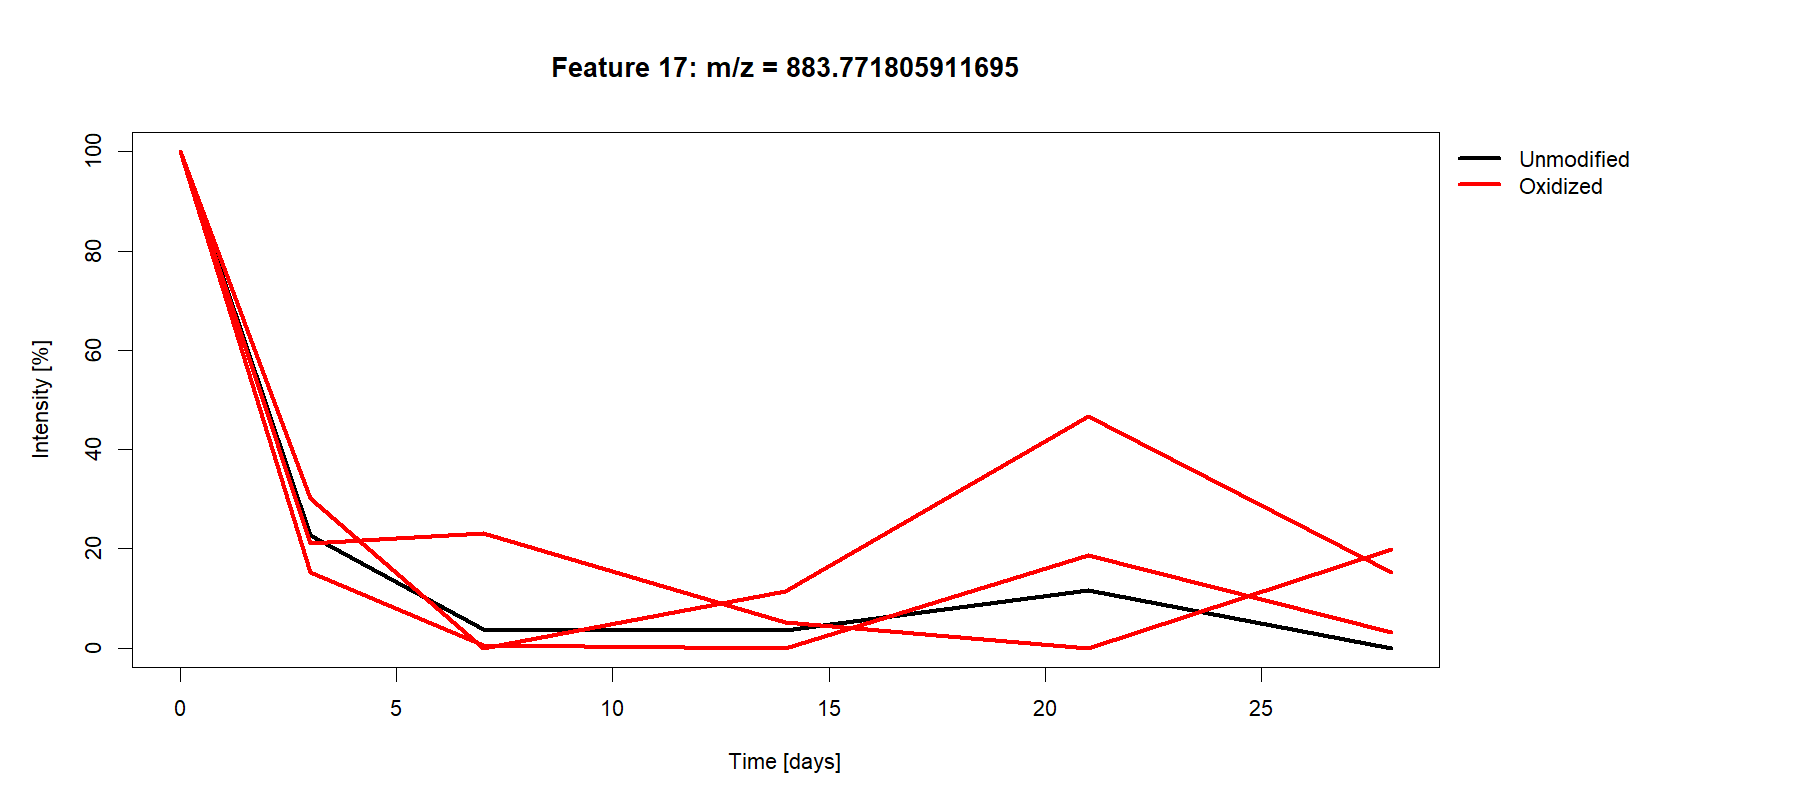 Feature 17: m/z = 883.771805911695
Unmodified
Oxidized
Intensity [%]
100
80
60
40
20
0
0 5 10 15 20 25
Time [days]